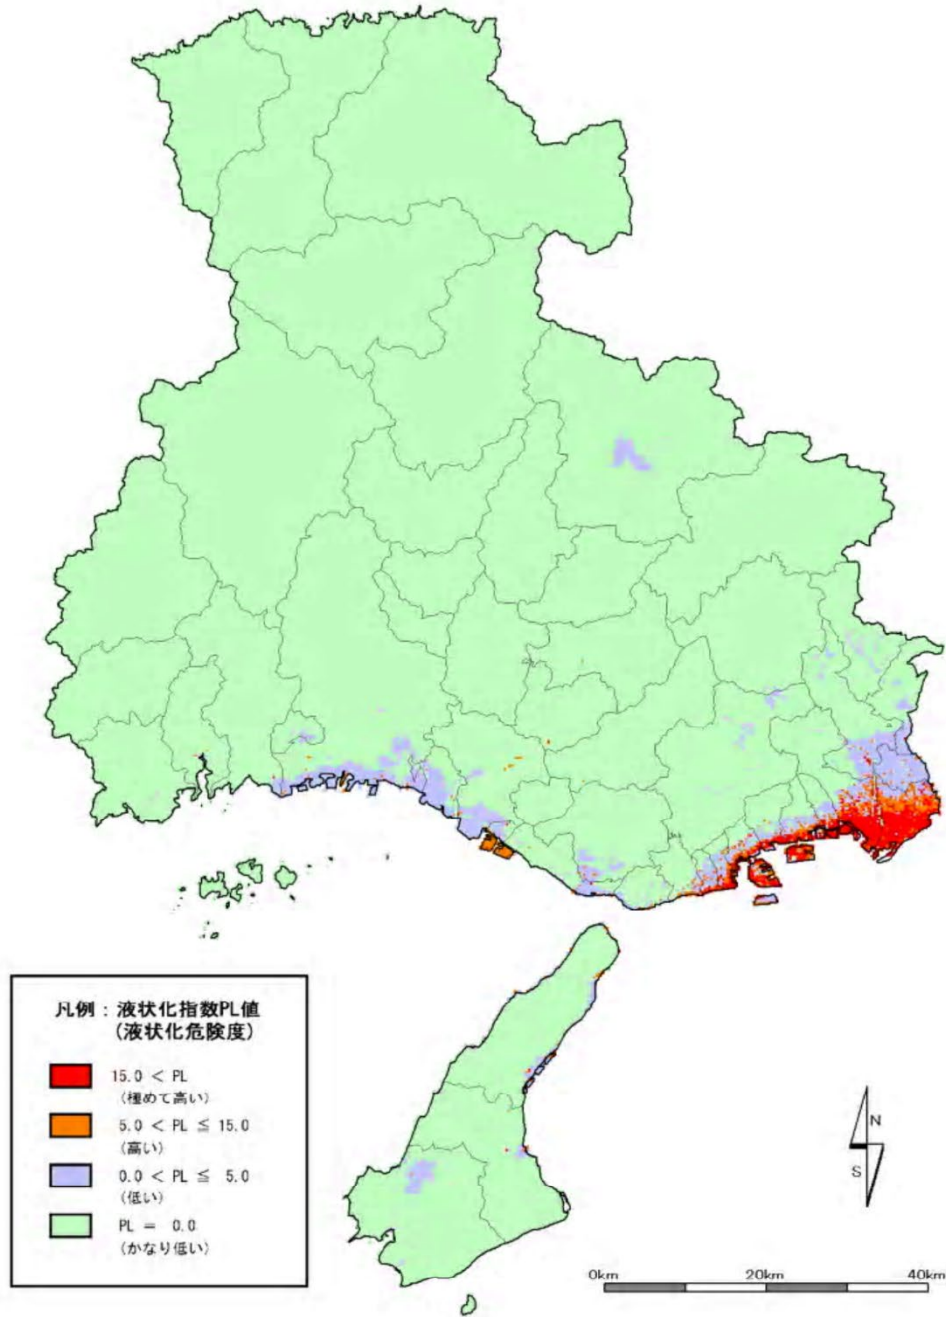 凡例：液状化指数PL値
(液状化危険度)
15.0 < PL
(極めて高い)
5.0 < PL ≦ 15.0
(高い)
0.0 < PL ≦ 5.0
(低い)
PL = 0.0
(かなり低い)
N
S
0km 20km 40km